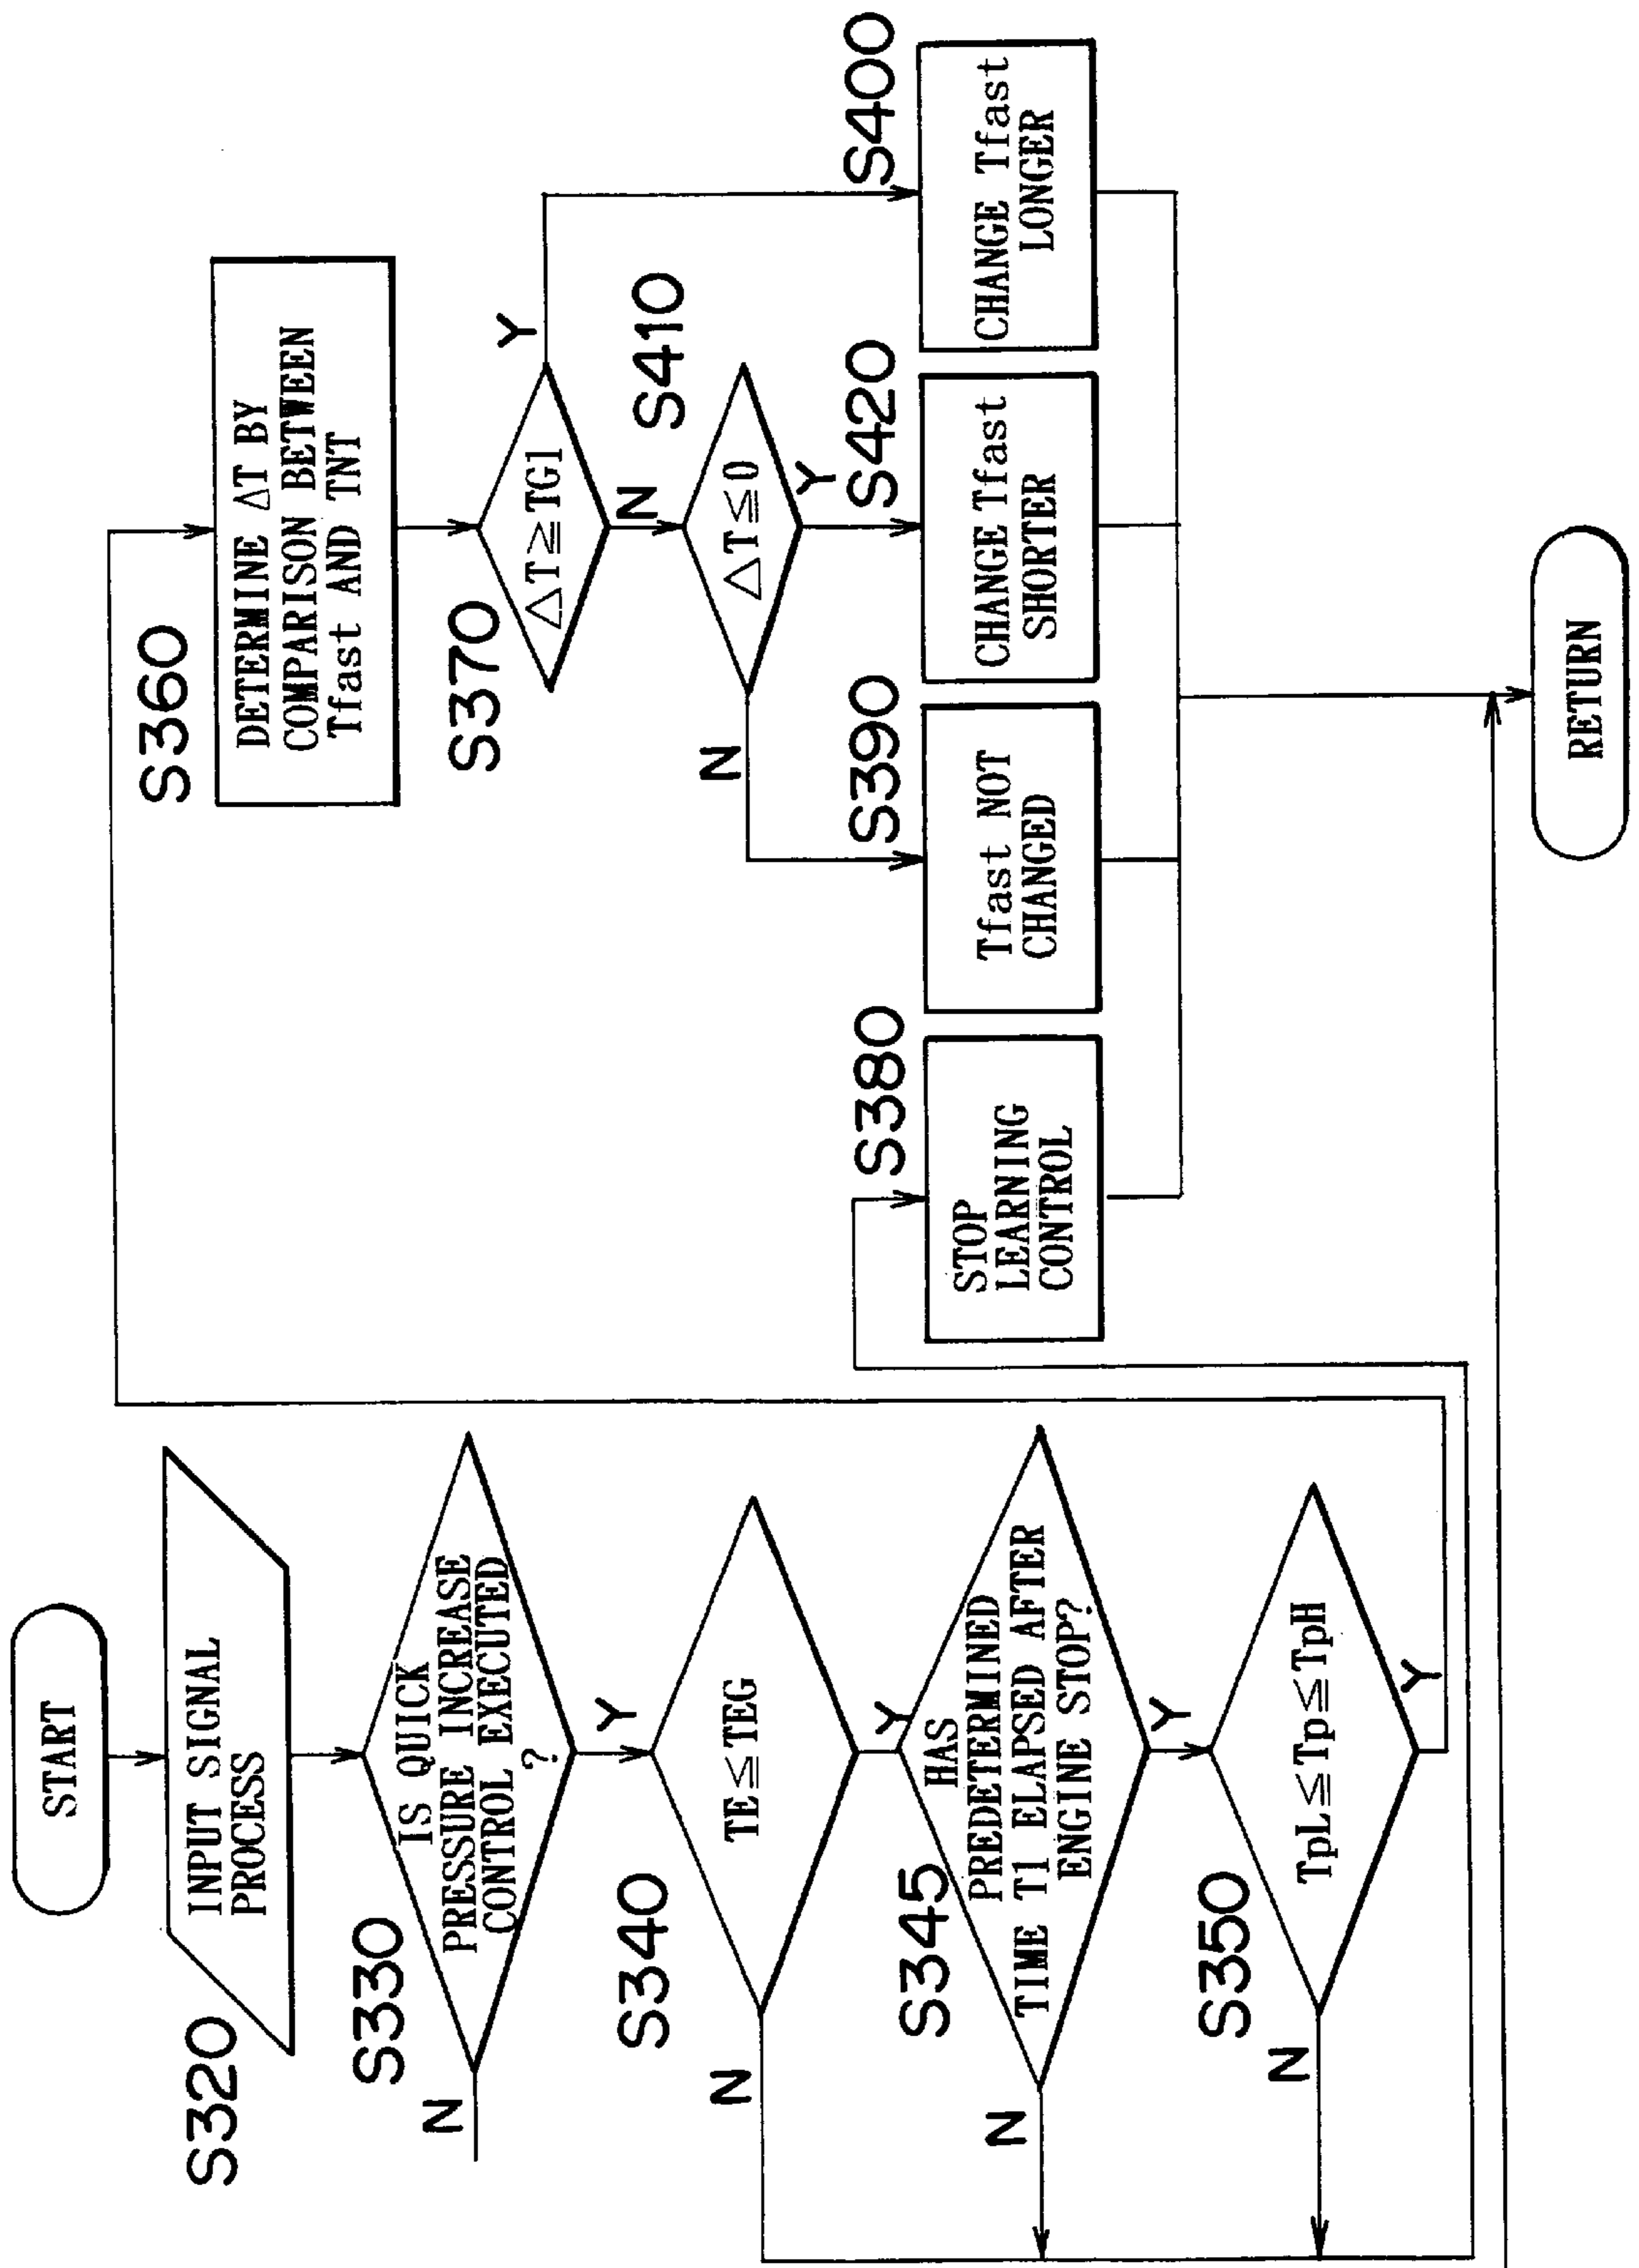 START
S320
INPUT SIGNAL
PROCESS
S330
IS QUICK
PRESSURE INCREASE
CONTROL EXECUTED
?
N
Y
S340
TE≦TEG
N
Y
S345
HAS
PREDETERMINED
TIME T1 ELAPSED AFTER
ENGINE STOP?
N
Y
S350
TpL≦Tp≦TpH
N
Y
S360
DETERMINE △T BY
COMPARISON BETWEEN
Tfast AND TNT
S370
△T≧TG1
Y
N
S410
△T≦0
N
Y
S380
STOP
LEARNING
CONTROL
S390
Tfast NOT
CHANGED
S420
CHANGE Tfast
SHORTER
S400
CHANGE Tfast
LONGER
RETURN